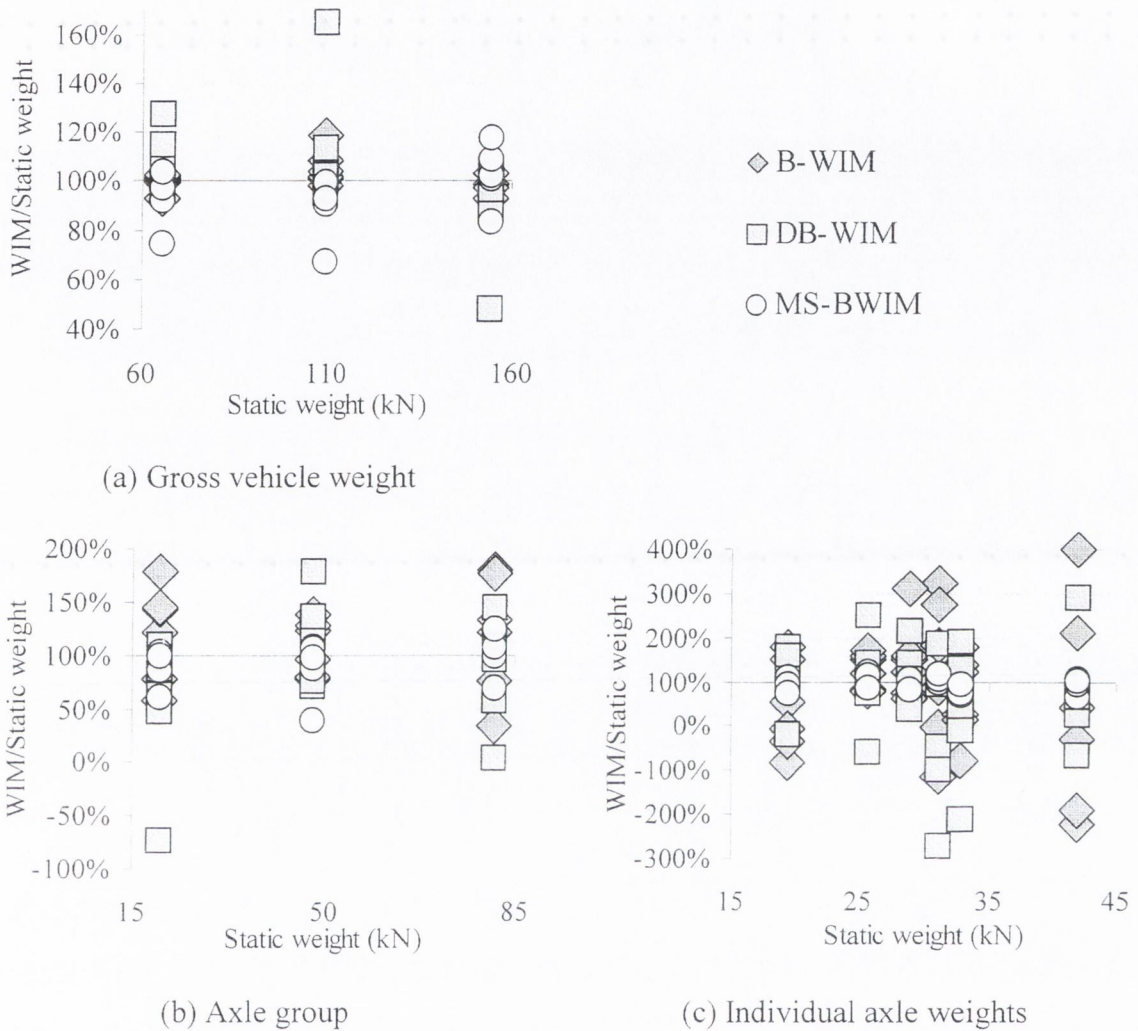 WIM/Static weight
160%
140%
120%
100%
80%
60%
40%
60 110 160
Static weight (kN)
B-WIM
DB-WIM
MS-BWIM
(a) Gross vehicle weight
WIM/Static weight
200%
150%
100%
50%
0%
-50%
-100%
15 50 85
Static weight (kN)
(b) Axle group
WIM/Static weight
400%
300%
200%
100%
0%
-100%
-200%
-300%
15 25 35 45
Static weight (kN)
(c) Individual axle weights